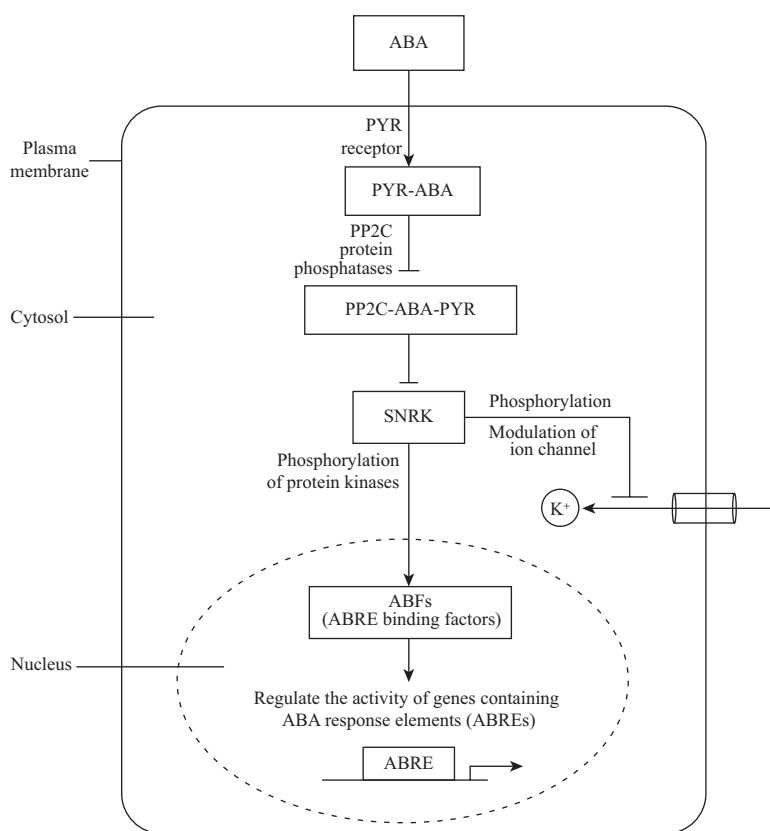 ABA
PYR
receptor
Plasma
membrane
PYR-ABA
PP2C
protein
phosphatases
Cytosol
PP2C-ABA-PYR
SNRK
Phosphorylation
Modulation of
ion channel
Phosphorylation
of protein kinases
K+
ABFs
(ABRE binding factors)
Nucleus
Regulate the activity of genes containing
ABA response elements (ABREs)
ABRE